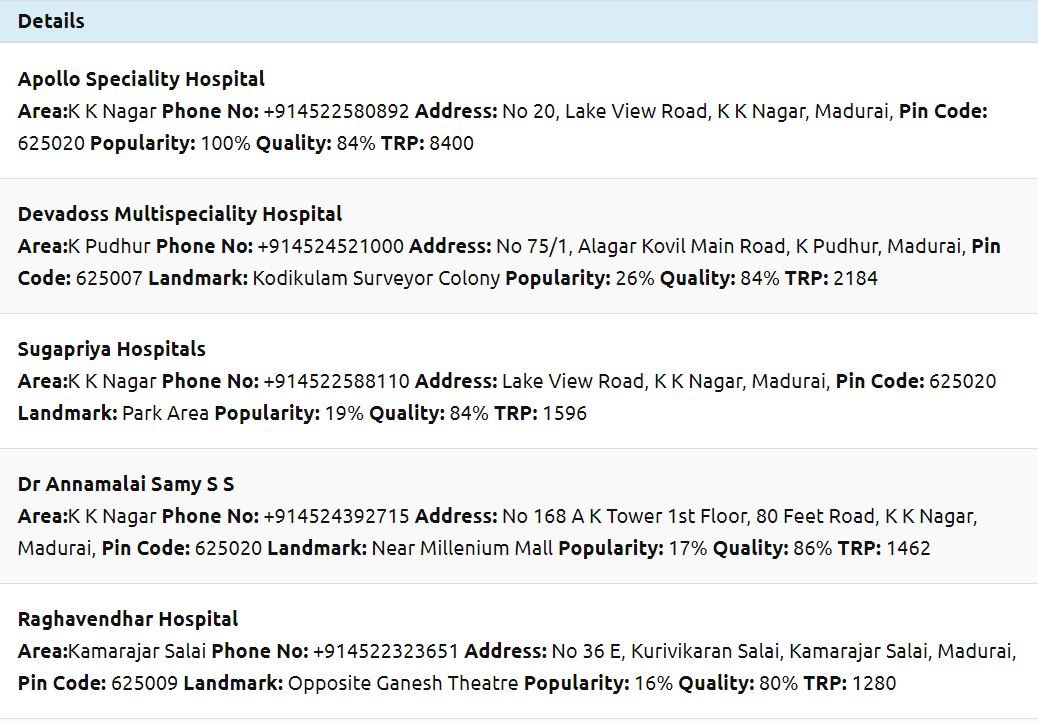 Details
Apollo Speciality Hospital
Area:K K Nagar Phone No: +914522580892 Address: No 20, Lake View Road, K K Nagar, Madurai, Pin Code:
625020 Popularity: 100% Quality: 84% TRP: 8400
Devadoss Multispeciality Hospital
Area:K Pudhur Phone No: +914524521000 Address: No 75/1, Alagar Kovil Main Road, K Pudhur, Madurai, Pin
Code: 625007 Landmark: Kodikulam Surveyor Colony Popularity: 26% Quality: 84% TRP: 2184
Sugapriya Hospitals
Area:K K Nagar Phone No: +914522588110 Address: Lake View Road, K K Nagar, Madurai, Pin Code: 625020
Landmark: Park Area Popularity: 19% Quality: 84% TRP: 1596
Dr Annamalai Samy S S
Area:K K Nagar Phone No: +914524392715 Address: No 168 A K Tower 1st Floor, 80 Feet Road, K K Nagar,
Madurai, Pin Code: 625020 Landmark: Near Millenium Mall Popularity: 17% Quality: 86% TRP: 1462
Raghavendhar Hospital
Area:Kamarajar Salai Phone No: +914522323651 Address: No 36 E, Kurivikaran Salai, Kamarajar Salai, Madurai,
Pin Code: 625009 Landmark: Opposite Ganesh Theatre Popularity: 16% Quality: 80% TRP: 1280